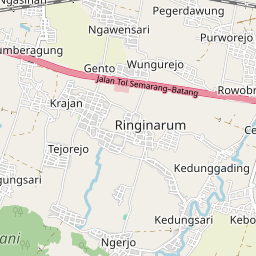 Ngasinan
Pegerdawung
Ngawensari
Purworejo
umberagung
Wungurejo
Gento
Jalan Tol Semarang-Batang
Rowobr
Krajan
Ringinarum
Ce
Tejorejo
Kedunggading
gungsari
Kedungsari
Kebo
ani
Ngerjo